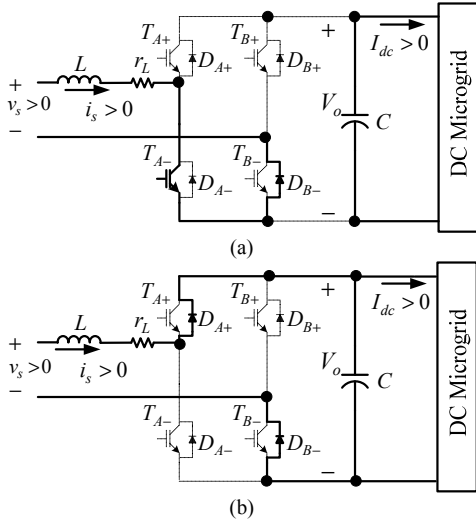 T_{A+} D_{A+} T_{B+} D_{B+} + I_{dc} > 0
L r_L
+ v_s > 0 − i_s > 0
V_o C
T_{A−} D_{A−} T_{B−} D_{B−} −
DC Microgrid
(a)
T_{A+} D_{A+} T_{B+} D_{B+} + I_{dc} > 0
L r_L
+ v_s > 0 − i_s > 0
V_o C
T_{A−} D_{A−} T_{B−} D_{B−} −
DC Microgrid
(b)